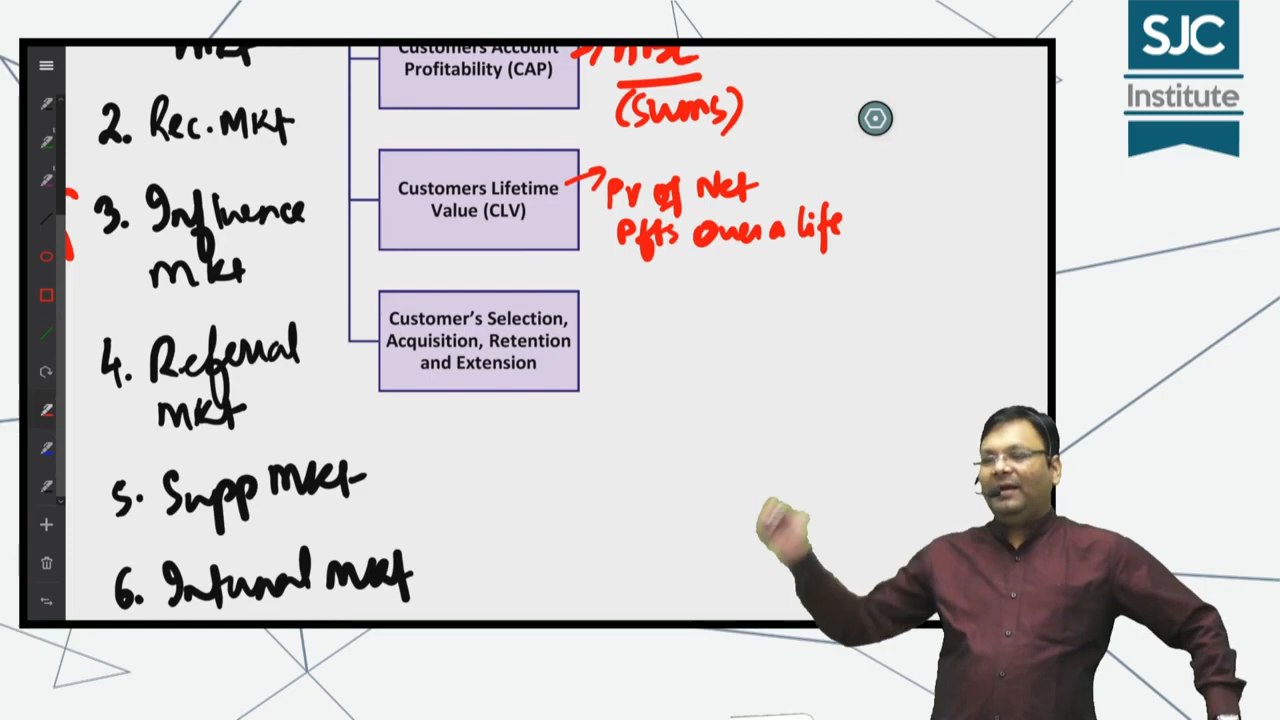 SJC
Institute
Mkt
2. Rec. Mkt
3. Influence
Mkt
4. Referral
Mkt
5. Supp Mkt
6. Internal Mkt
Customers Account
Profitability (CAP)
(Sums)
Customers Lifetime
Value (CLV)
PV of Net
Pfts Over a life
Customer's Selection,
Acquisition, Retention
and Extension